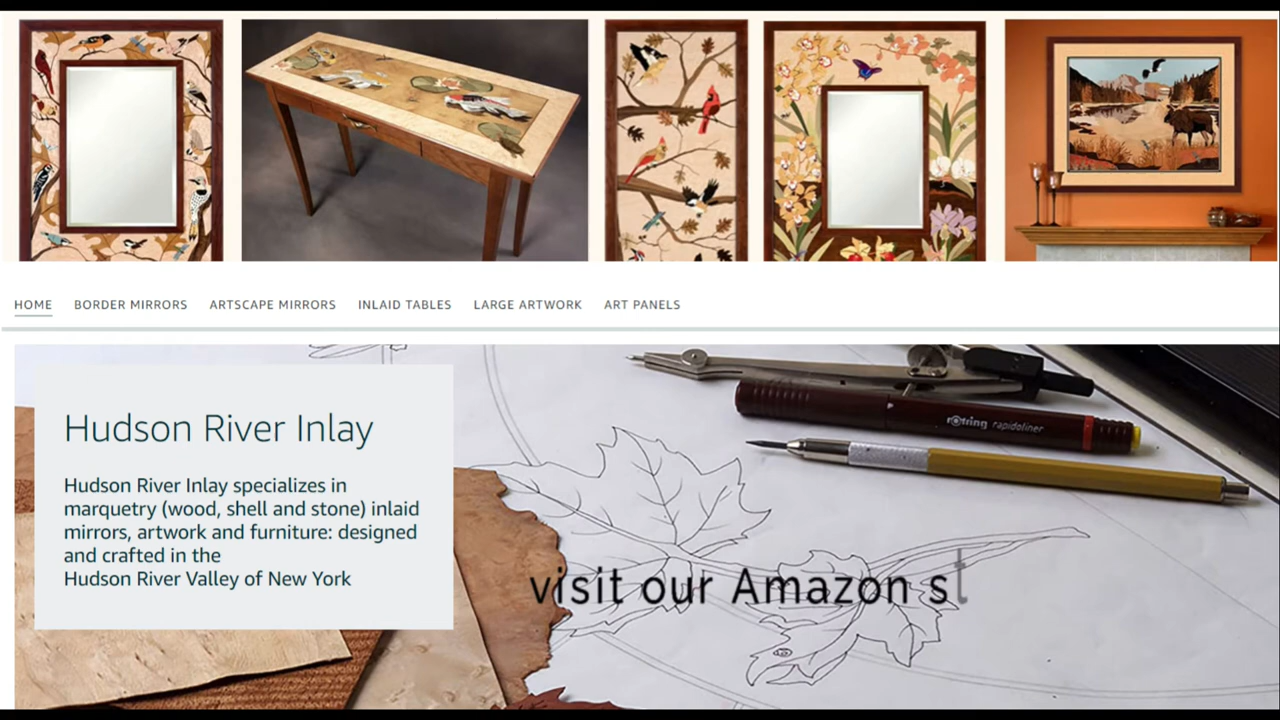 HOME BORDER MIRRORS ARTSCAPE MIRRORS INLAID TABLES LARGE ARTWORK ART PANELS
rotring rapidoliner
Hudson River Inlay
Hudson River Inlay specializes in
marquetry (wood, shell and stone) inlaid
mirrors, artwork and furniture: designed
and crafted in the
Hudson River Valley of New York
visit our Amazon st